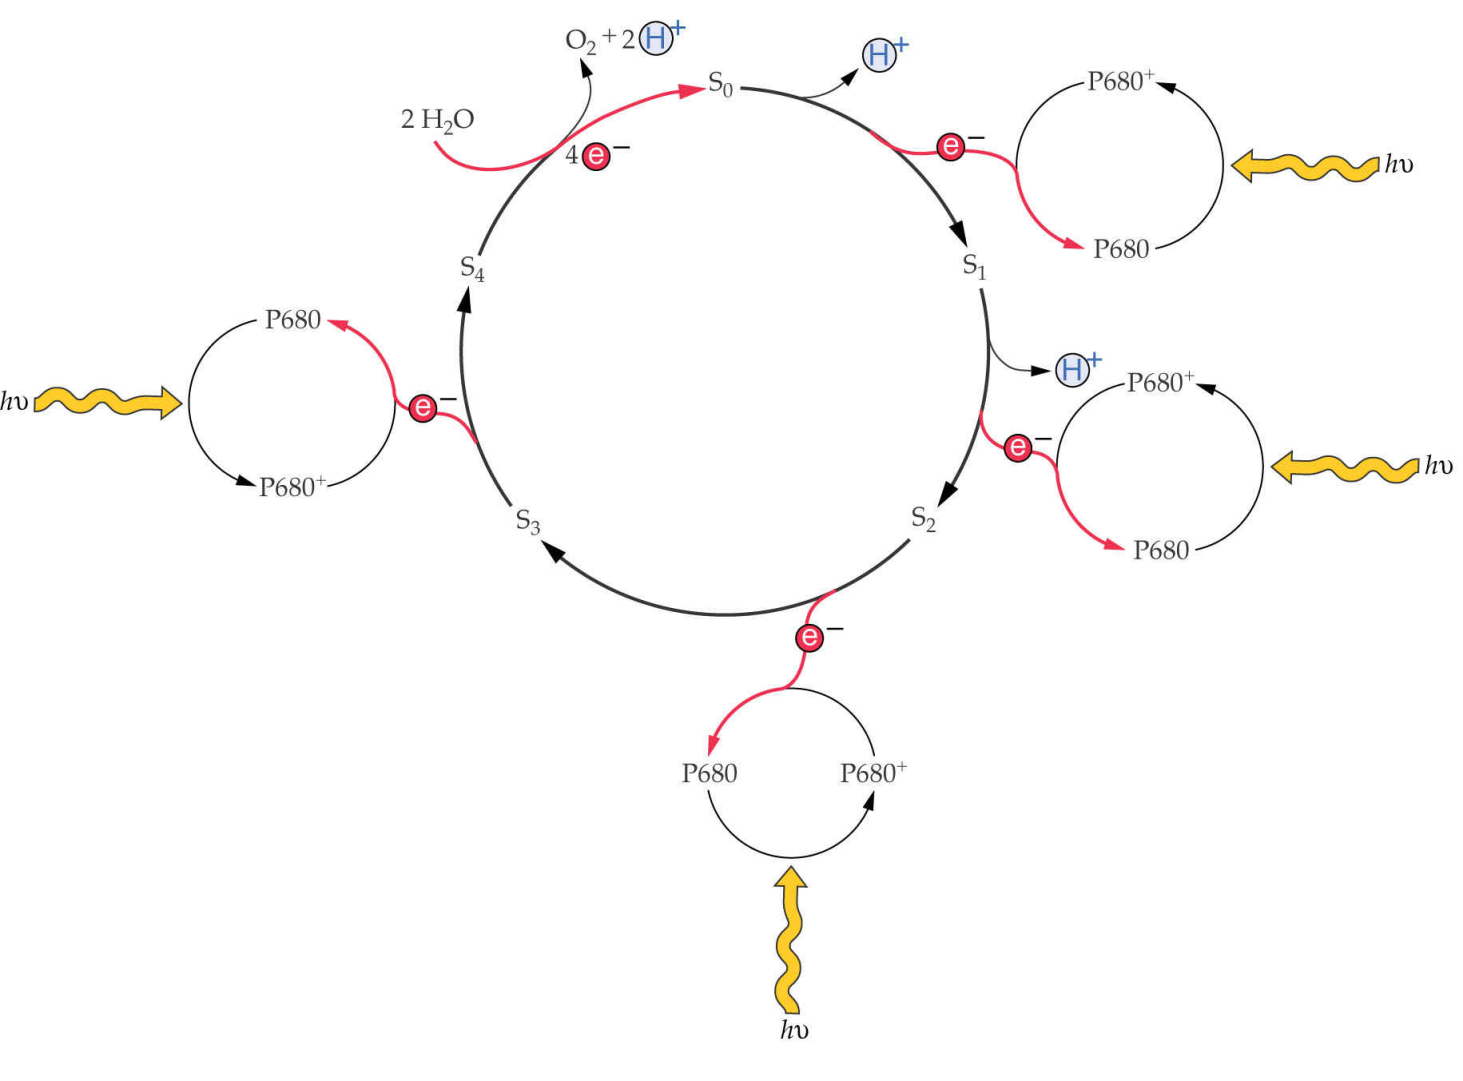 O₂ + 2 H⁺
H⁺
S₀
P680⁺
2 H₂O
4 e⁻
e⁻
hυ
P680
S₄
S₁
P680
H⁺
P680⁺
hυ
e⁻
e⁻
hυ
P680⁺
S₃
S₂
P680
e⁻
P680
P680⁺
hυ